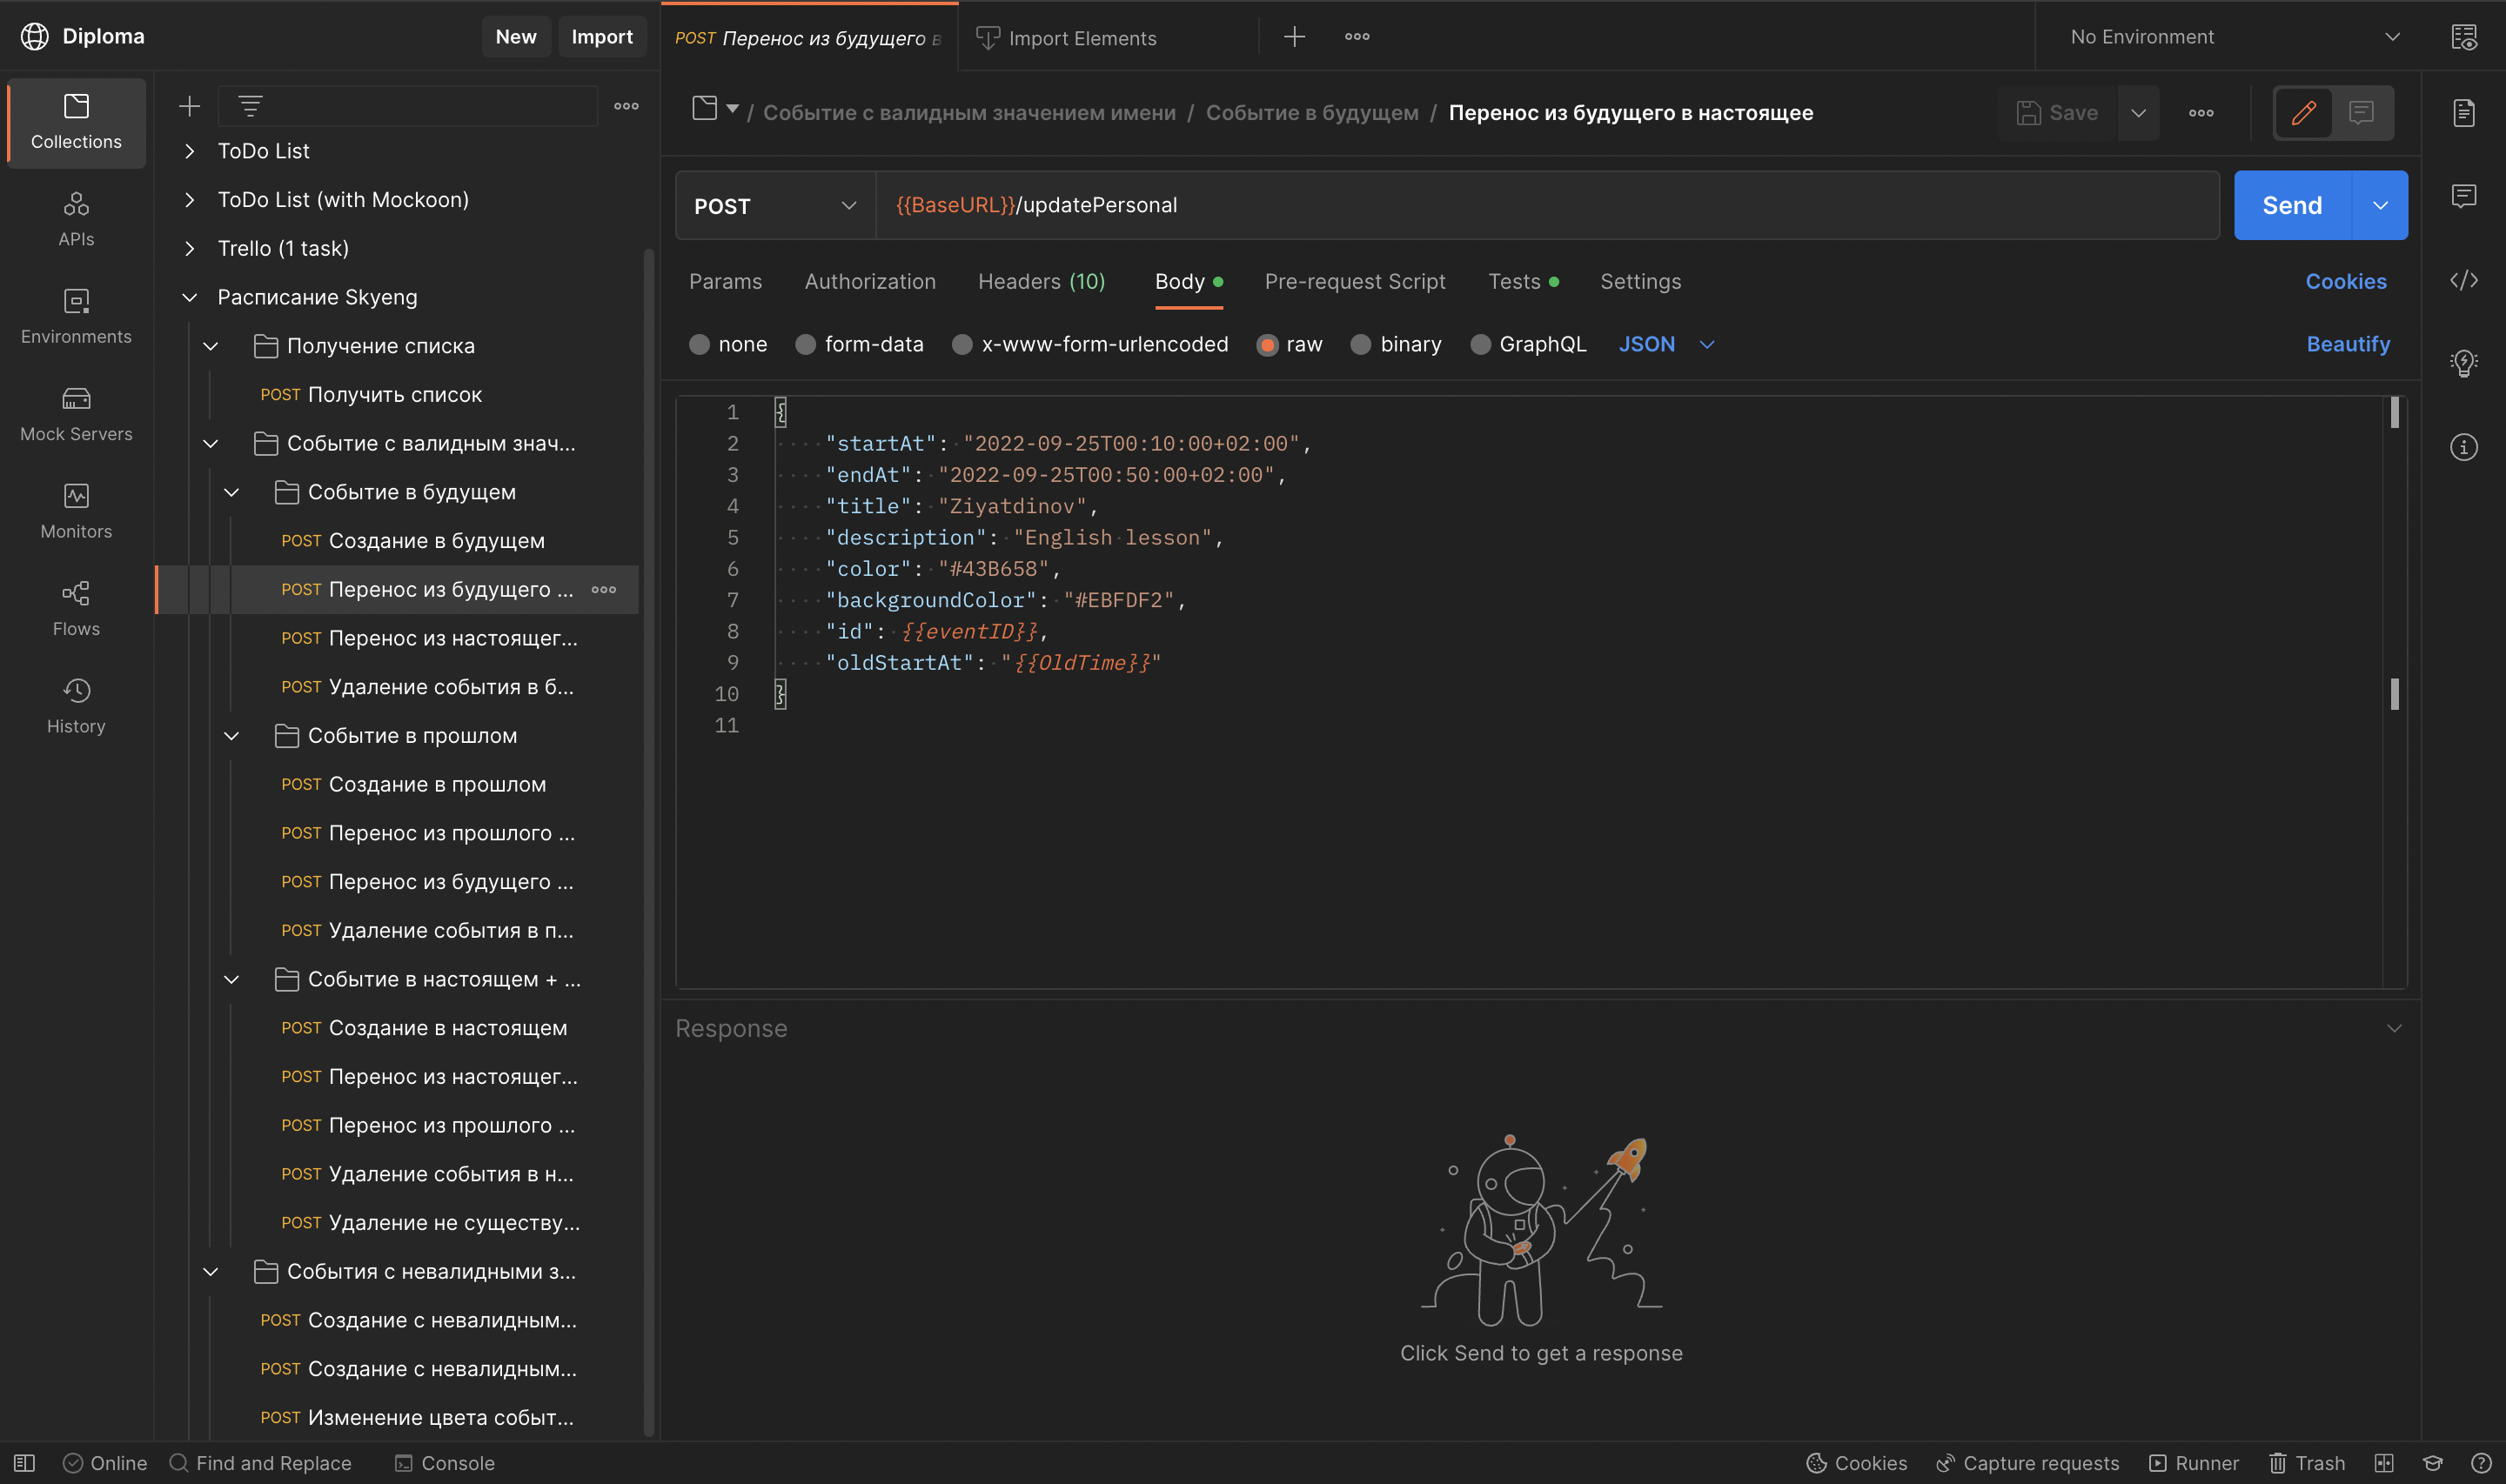 Diploma
New
Import
POST Перенос из будущего в
Import Elements
No Environment
Collections
APIs
Environments
Mock Servers
Monitors
Flows
History
ToDo List
ToDo List (with Mockoon)
Trello (1 task)
Расписание Skyeng
Получение списка
POST Получить список
Событие с валидным знач...
Событие в будущем
POST Создание в будущем
POST Перенос из будущего ...
POST Перенос из настоящег...
POST Удаление события в б...
Событие в прошлом
POST Создание в прошлом
POST Перенос из прошлого ...
POST Перенос из будущего ...
POST Удаление события в п...
Событие в настоящем + ...
POST Создание в настоящем
POST Перенос из настоящег...
POST Перенос из прошлого ...
POST Удаление события в н...
POST Удаление не существу...
События с невалидными з...
POST Создание с невалидным...
POST Создание с невалидным...
POST Изменение цвета событ...
/ Событие с валидным значением имени / Событие в будущем / Перенос из будущего в настоящее
Save
POST
{{BaseURL}}/updatePersonal
Send
Params Authorization Headers (10) Body Pre-request Script Tests Settings
Cookies
none form-data x-www-form-urlencoded raw binary GraphQL JSON
Beautify
1 {
2 "startAt": "2022-09-25T00:10:00+02:00",
3 "endAt": "2022-09-25T00:50:00+02:00",
4 "title": "Ziyatdinov",
5 "description": "English lesson",
6 "color": "#43B658",
7 "backgroundColor": "#EBFDF2",
8 "id": {{eventID}},
9 "oldStartAt": "{{OldTime}}"
10 }
11
Response
Click Send to get a response
Online Find and Replace Console
Cookies Capture requests Runner Trash